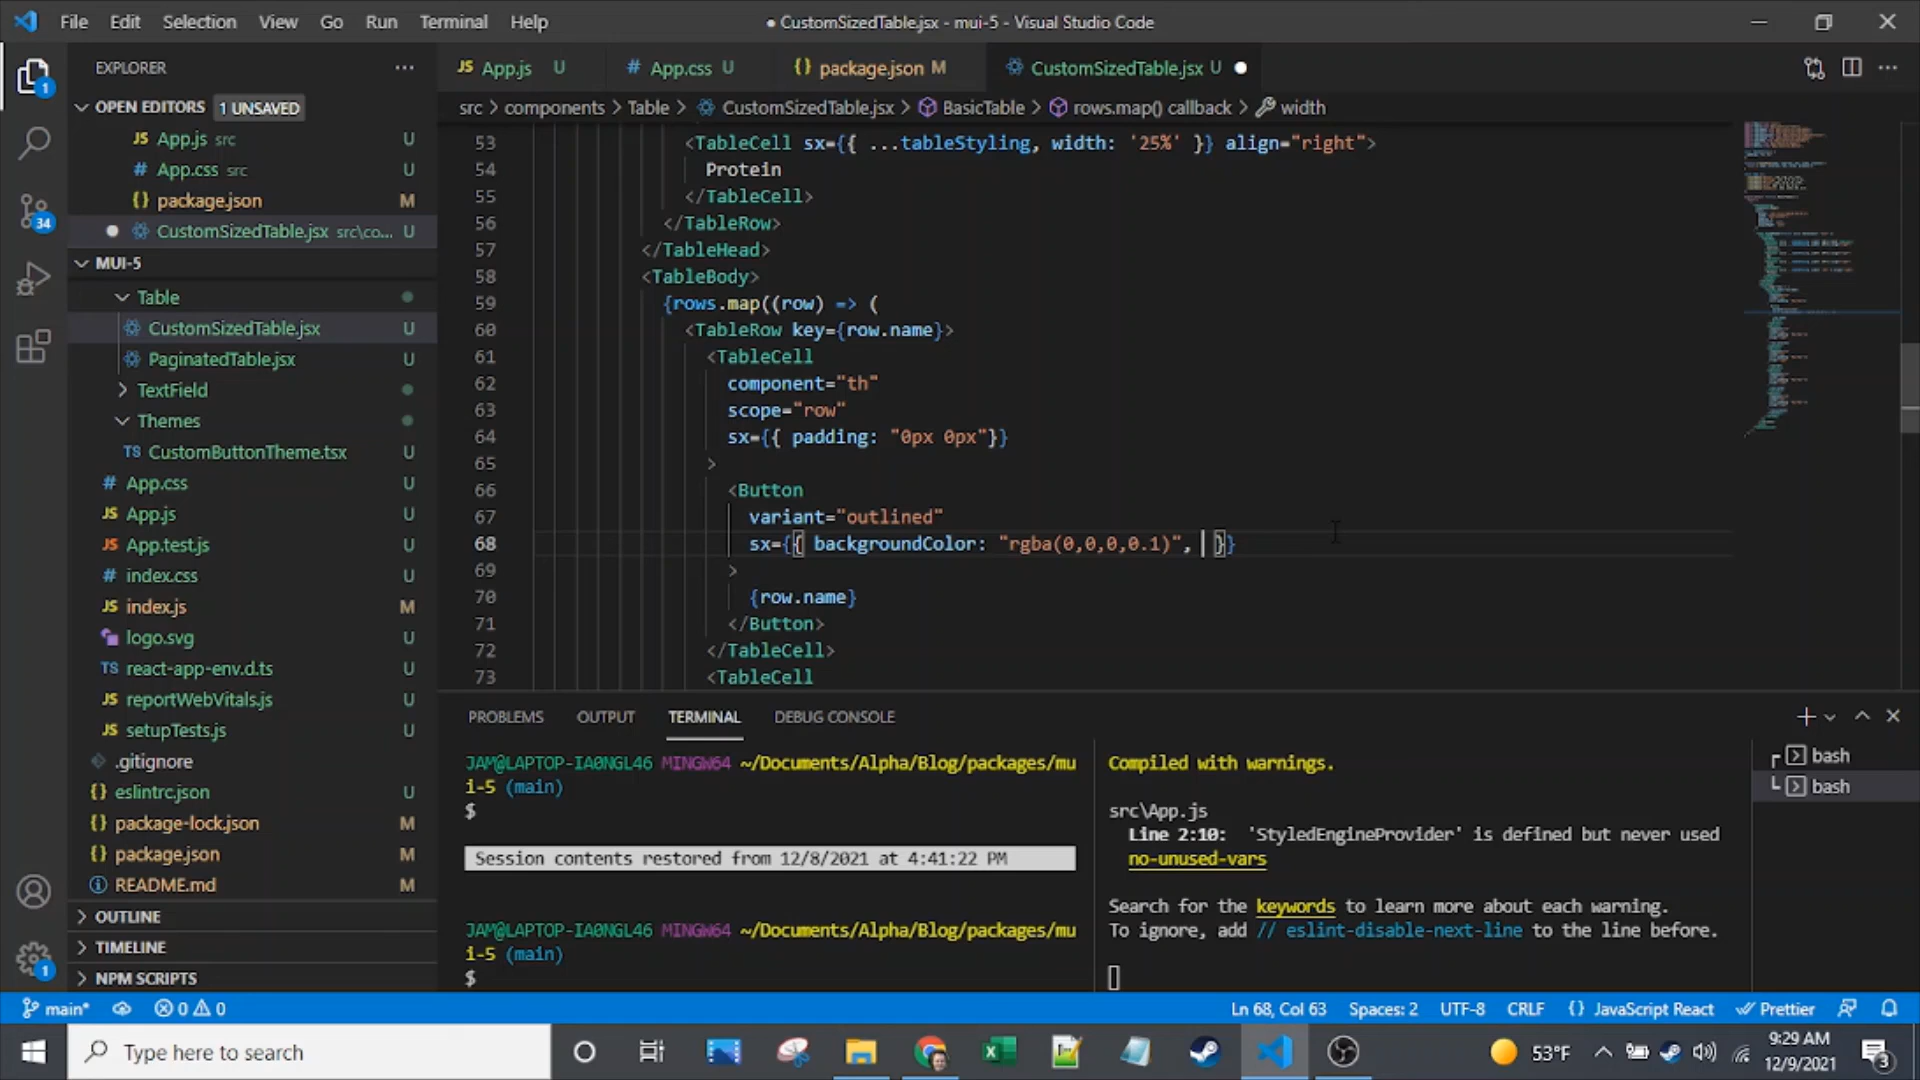 File Edit Selection View Go Run Terminal Help
● CustomSizedTable.jsx - mui-5 - Visual Studio Code
EXPLORER
OPEN EDITORS 1 UNSAVED
JS App.js src U
# App.css src U
{} package.json M
CustomSizedTable.jsx src\co... U
MUI-5
Table
CustomSizedTable.jsx U
PaginatedTable.jsx U
TextField
Themes
TS CustomButtonTheme.tsx U
# App.css U
JS App.js U
JS App.test.js U
# index.css U
JS index.js M
logo.svg U
TS react-app-env.d.ts U
JS reportWebVitals.js U
JS setupTests.js U
.gitignore
{} eslintrc.json U
{} package-lock.json M
{} package.json M
README.md M
OUTLINE
TIMELINE
NPM SCRIPTS
1
34
1
JS App.js U # App.css U {} package.json M CustomSizedTable.jsx U
src > components > Table > CustomSizedTable.jsx > BasicTable > rows.map() callback > width
53 <TableCell sx={{ ...tableStyling, width: '25%' }} align="right">
54 Protein
55 </TableCell>
56 </TableRow>
57 </TableHead>
58 <TableBody>
59 {rows.map((row) => (
60 <TableRow key={row.name}>
61 <TableCell
62 component="th"
63 scope="row"
64 sx={{ padding: "0px 0px"}}
65 >
66 <Button
67 variant="outlined"
68 sx={{ backgroundColor: "rgba(0,0,0,0.1)", }}
69 >
70 {row.name}
71 </Button>
72 </TableCell>
73 <TableCell
PROBLEMS OUTPUT TERMINAL DEBUG CONSOLE
JAM@LAPTOP-IA0NGL46 MINGW64 ~/Documents/Alpha/Blog/packages/mu
i-5 (main)
$
Session contents restored from 12/8/2021 at 4:41:22 PM
JAM@LAPTOP-IA0NGL46 MINGW64 ~/Documents/Alpha/Blog/packages/mu
i-5 (main)
$
Compiled with warnings.
src\App.js
Line 2:10: 'StyledEngineProvider' is defined but never used
no-unused-vars
Search for the keywords to learn more about each warning.
To ignore, add // eslint-disable-next-line to the line before.
bash
bash
main* 0 0
Ln 68, Col 63 Spaces: 2 UTF-8 CRLF {} JavaScript React Prettier
Type here to search
53°F
9:29 AM
12/9/2021
3